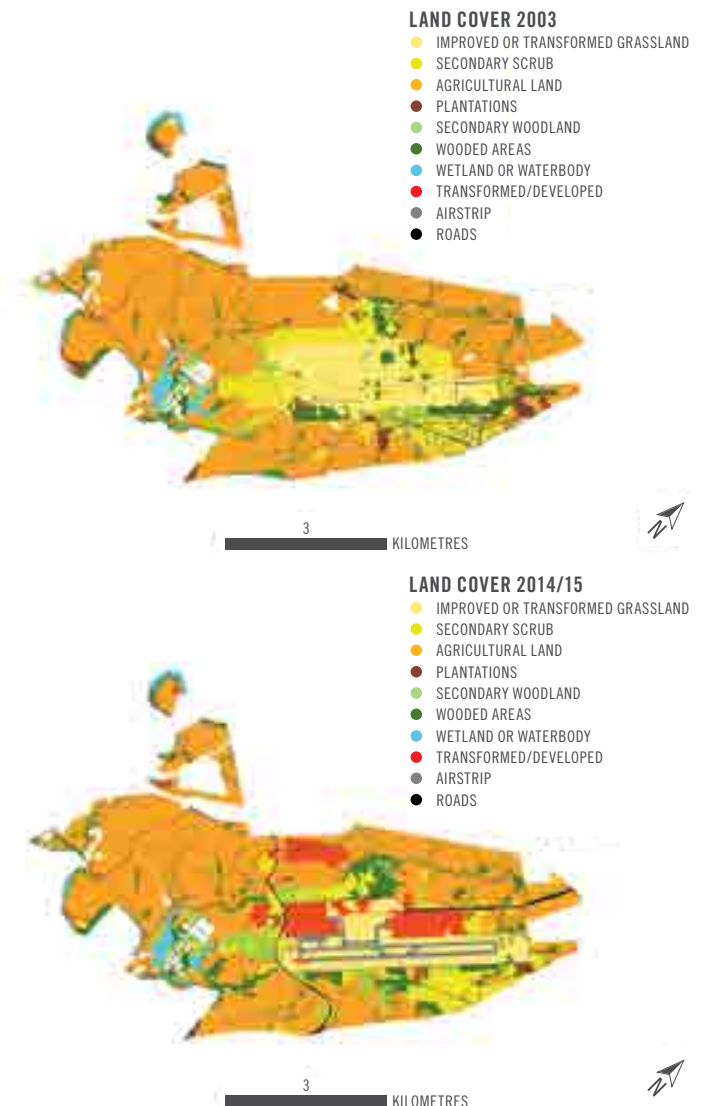 LAND COVER 2003
IMPROVED OR TRANSFORMED GRASSLAND
SECONDARY SCRUB
AGRICULTURAL LAND
PLANTATIONS
SECONDARY WOODLAND
WOODED AREAS
WETLAND OR WATERBODY
TRANSFORMED/DEVELOPED
AIRSTRIP
ROADS
3
KILOMETRES
N
LAND COVER 2014/15
IMPROVED OR TRANSFORMED GRASSLAND
SECONDARY SCRUB
AGRICULTURAL LAND
PLANTATIONS
SECONDARY WOODLAND
WOODED AREAS
WETLAND OR WATERBODY
TRANSFORMED/DEVELOPED
AIRSTRIP
ROADS
3
KILOMETRES
N